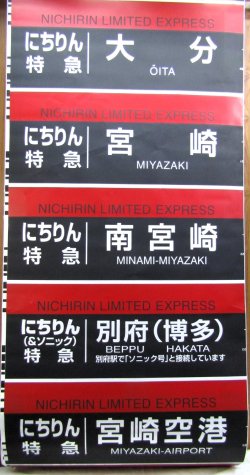 NICHIRIN LIMITED EXPRESS
にちりん
特急
大分
ŌITA
NICHIRIN LIMITED EXPRESS
にちりん
特急
宮崎
MIYAZAKI
NICHIRIN LIMITED EXPRESS
にちりん
特急
南宮崎
MINAMI-MIYAZAKI
NICHIRIN LIMITED EXPRESS
にちりん
(&ソニック)
特急
別府(博多)
BEPPU HAKATA
別府駅で「ソニック号」と接続しています
NICHIRIN LIMITED EXPRESS
にちりん
特急
宮崎空港
MIYAZAKI-AIRPORT